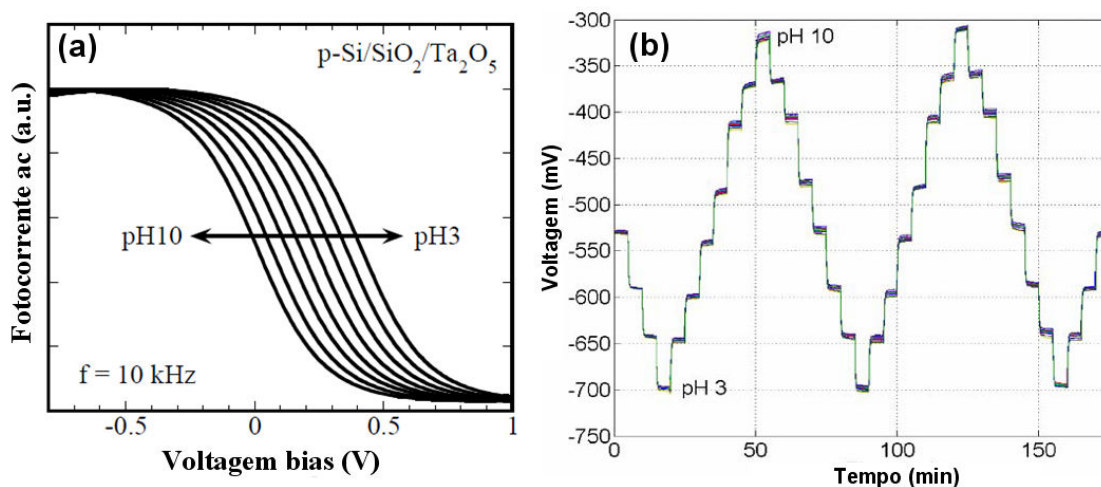 (a)
p-Si/SiO₂/Ta₂O₅
Fotocorrente ac (a.u.)
pH10
pH3
f = 10 kHz
-0.5
0
0.5
1
Voltagem bias (V)
(b)
pH 10
-300
-350
-400
-450
-500
-550
-600
-650
-700
-750
Voltagem (mV)
pH 3
0
50
100
150
Tempo (min)